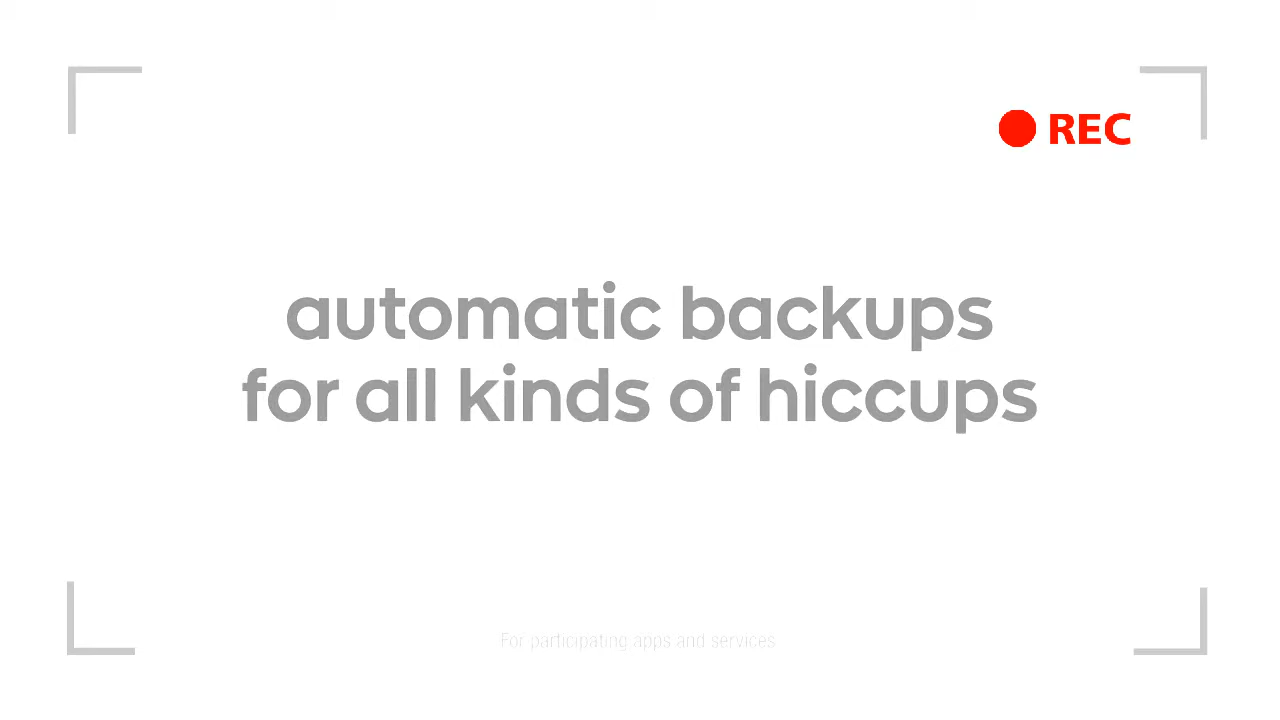 REC
automatic backups
for all kinds of hiccups
For participating apps and services